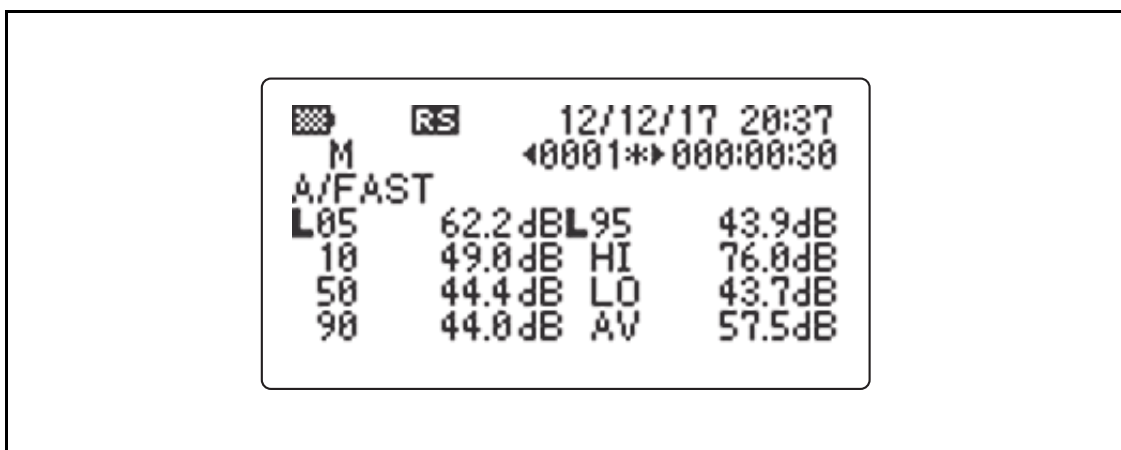 RS 12/12/17 20:37
M ◀0001*▶000:00:30
A/FAST
L05 62.2dB L95 43.9dB
10 49.0dB HI 76.0dB
50 44.4dB LO 43.7dB
90 44.0dB AV 57.5dB